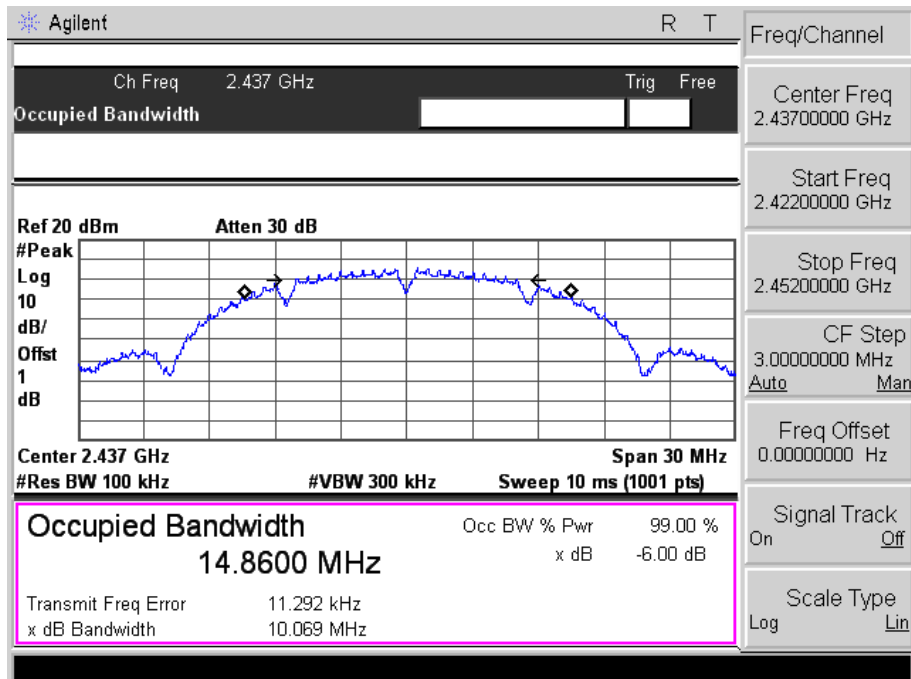 Agilent R T
Freq/Channel
Ch Freq 2.437 GHz Trig Free
Occupied Bandwidth
Center Freq
2.43700000 GHz
Start Freq
2.42200000 GHz
Stop Freq
2.45200000 GHz
CF Step
3.00000000 MHz
Auto Man
Freq Offset
0.00000000 Hz
Signal Track
On Off
Scale Type
Log Lin
Ref 20 dBm Atten 30 dB
#Peak
Log
10
dB/
Offst
1
dB
Center 2.437 GHz Span 30 MHz
#Res BW 100 kHz #VBW 300 kHz Sweep 10 ms (1001 pts)
Occupied Bandwidth
14.8600 MHz
Occ BW % Pwr 99.00 %
x dB -6.00 dB
Transmit Freq Error 11.292 kHz
x dB Bandwidth 10.069 MHz